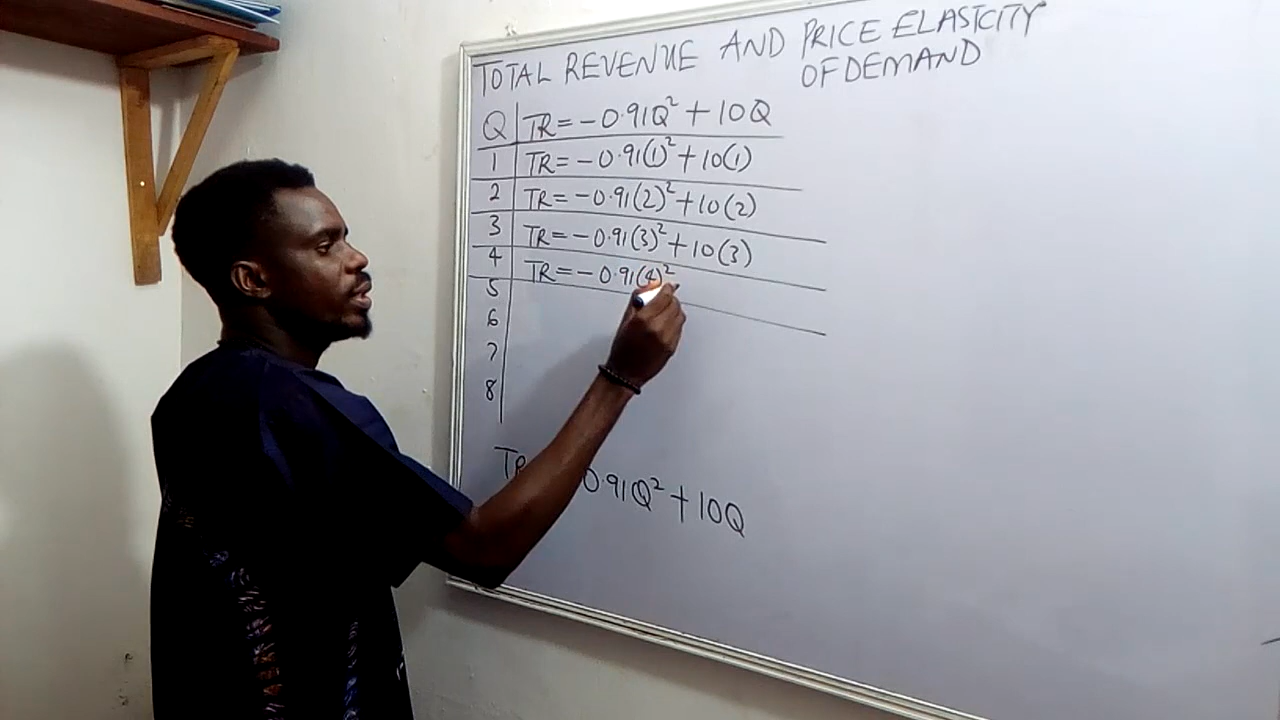 TOTAL REVENUE AND PRICE ELASTCITY
OF DEMAND
Q TR = -0.91Q² + 10Q
1 TR = -0.91(1)² + 10(1)
2 TR = -0.91(2)² + 10(2)
3 TR = -0.91(3)² + 10(3)
4 TR = -0.91(4)²
5
6
7
8
TR 0.91Q² + 10Q